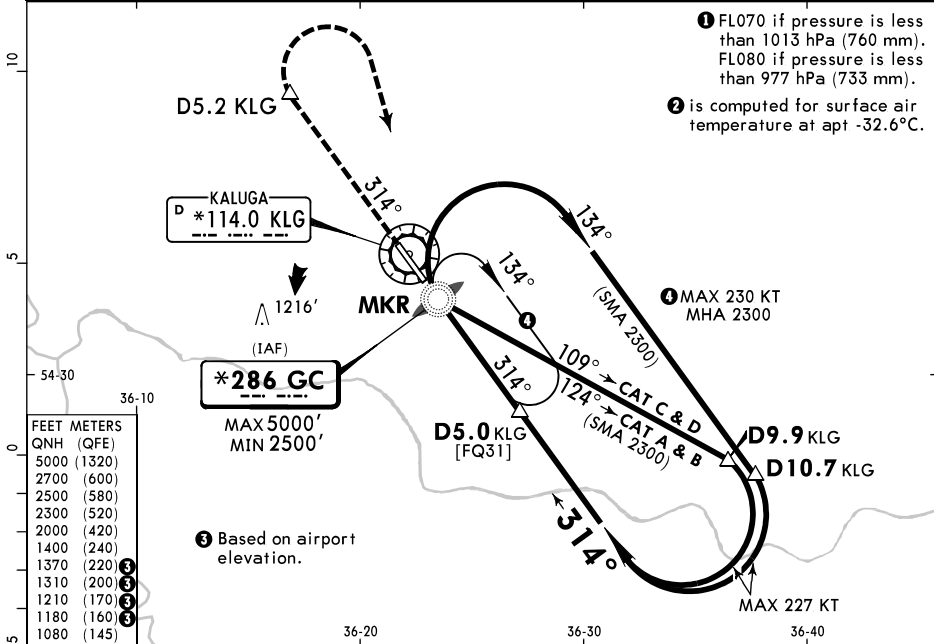 ❶ FL070 if pressure is less
than 1013 hPa (760 mm).
FL080 if pressure is less
than 977 hPa (733 mm).
❷ is computed for surface air
temperature at apt -32.6°C.
10
D5.2 KLG
314°
KALUGA
D *114.0 KLG
134°
5
134°
(SMA 2300)
❹ MAX 230 KT
MHA 2300
1216'
MKR
❹
(IAF)
*286 GC
MAX 5000'
MIN 2500'
54-30
36-10
314°
109° CAT C & D
124° CAT A & B
(SMA 2300)
D5.0 KLG
[FQ31]
D9.9 KLG
D10.7 KLG
0
FEET METERS
QNH (QFE)
5000 (1320)
2700 (600)
2500 (580)
2300 (520)
2000 (420)
1400 (240)
1370 (220) ❸
1310 (200) ❸
1210 (170) ❸
1180 (160) ❸
1080 (145)
❸ Based on airport
elevation.
314°
MAX 227 KT
5
36-20
36-30
36-40